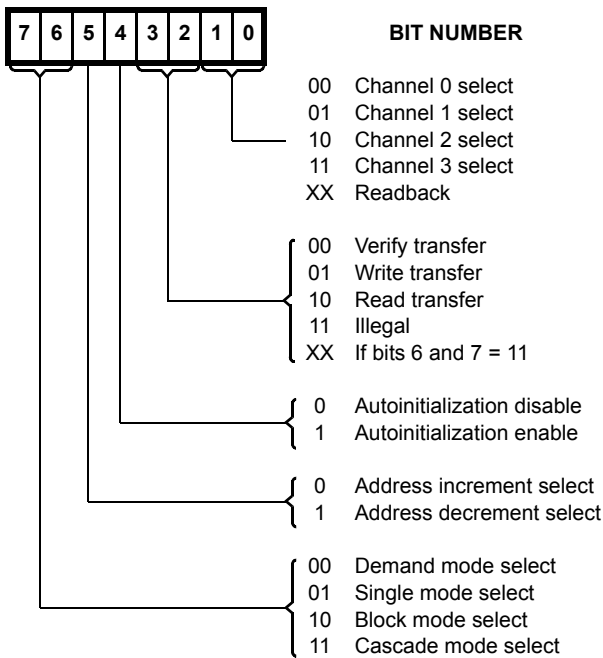 7 6 5 4 3 2 1 0 BIT NUMBER
00 Channel 0 select
01 Channel 1 select
10 Channel 2 select
11 Channel 3 select
XX Readback
00 Verify transfer
01 Write transfer
10 Read transfer
11 Illegal
XX If bits 6 and 7 = 11
0 Autoinitialization disable
1 Autoinitialization enable
0 Address increment select
1 Address decrement select
00 Demand mode select
01 Single mode select
10 Block mode select
11 Cascade mode select